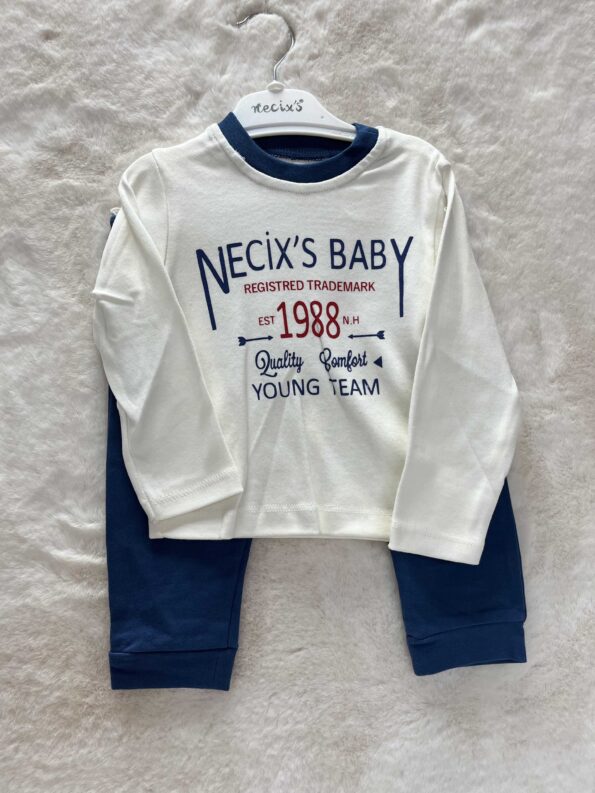 necix's
NECİX'S BABY
REGISTRED TRADEMARK
EST 1988 N.H
Quality Comfort
YOUNG TEAM